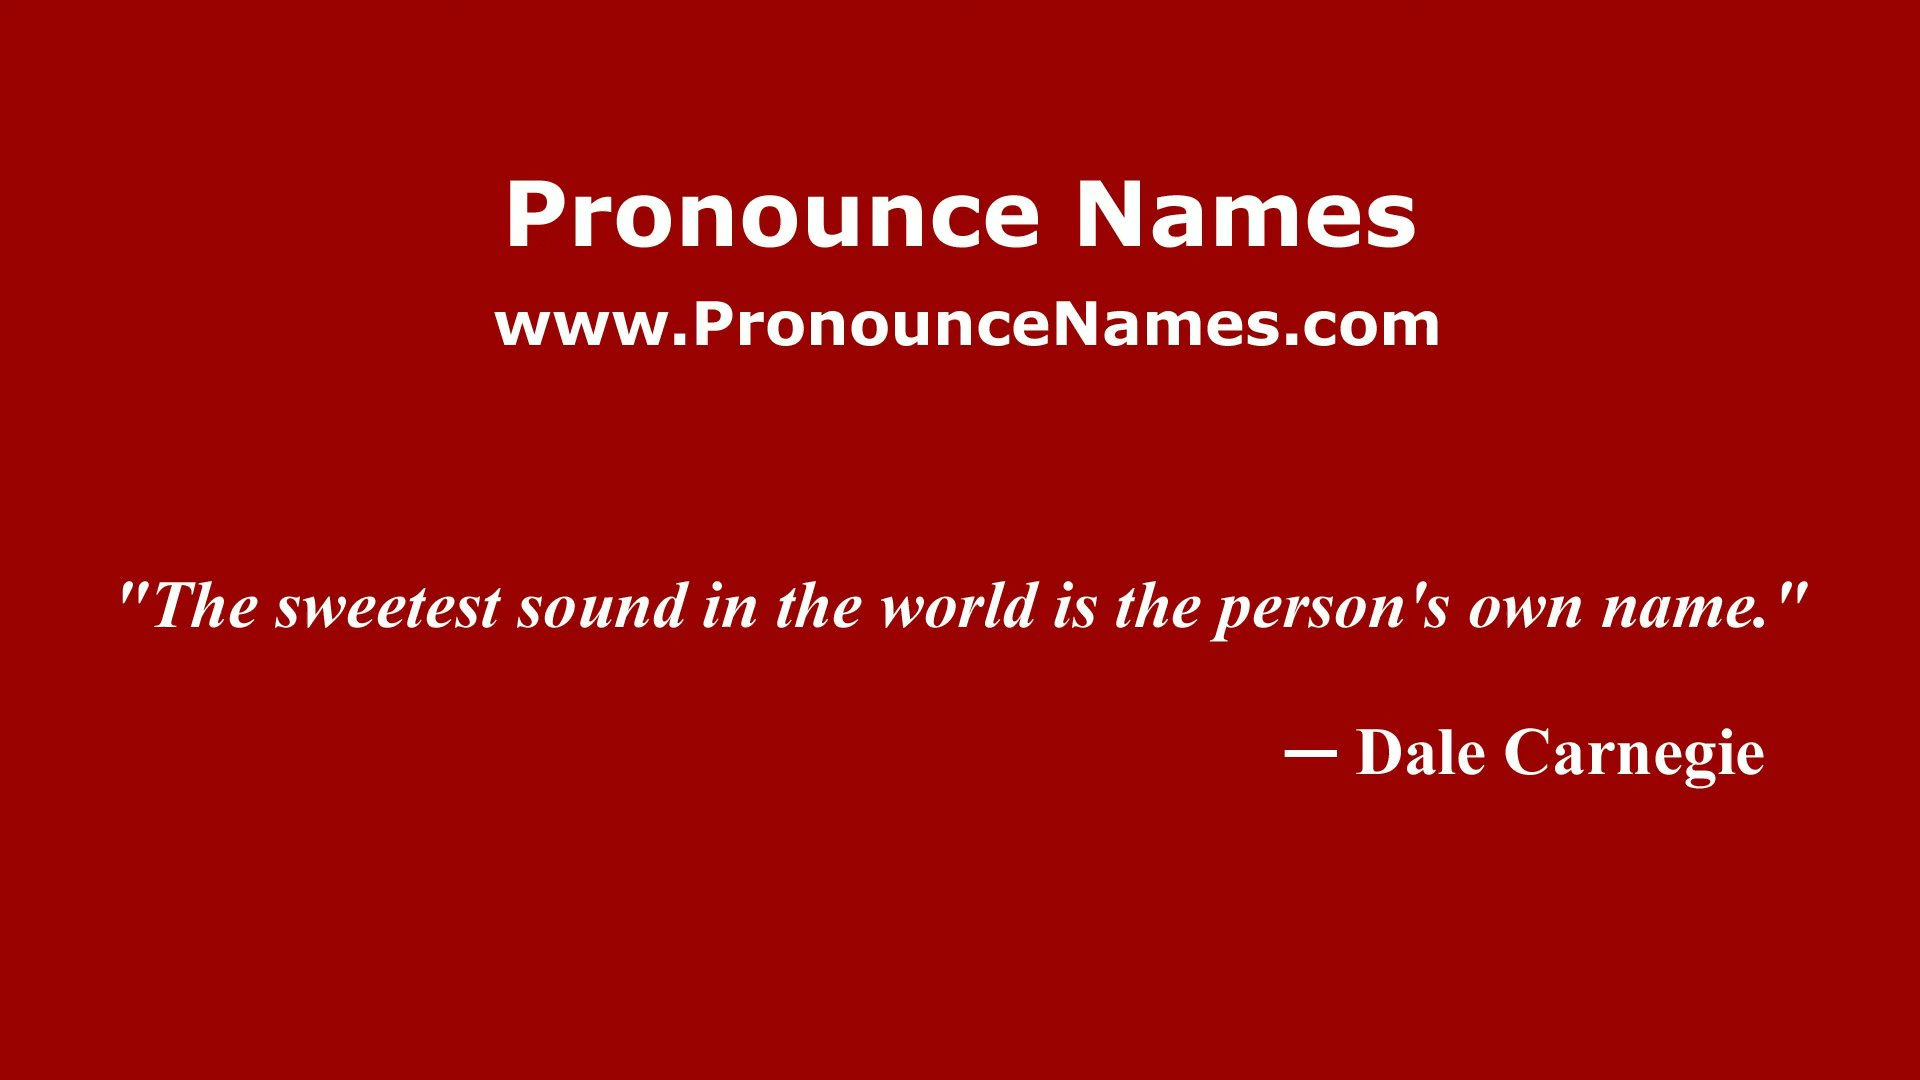 Pronounce Names
www.PronounceNames.com
"The sweetest sound in the world is the person's own name."
— Dale Carnegie